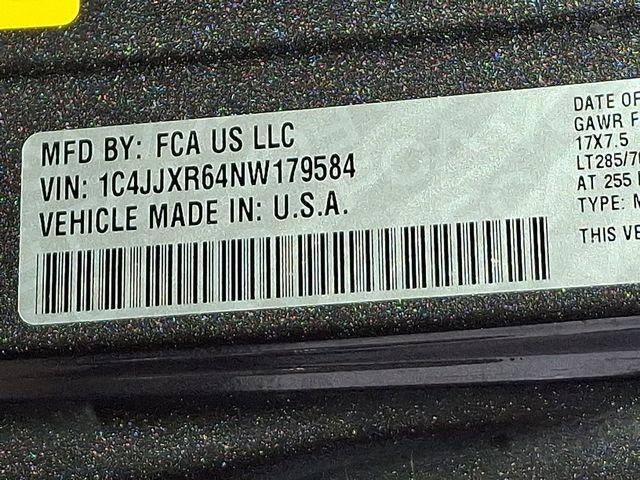 MFD BY: FCA US LLC
VIN: 1C4JJXR64NW179584
VEHICLE MADE IN: U.S.A.
DATE OF
GAWR F
17X7.5
LT285/70
AT 255
TYPE: M
THIS VE